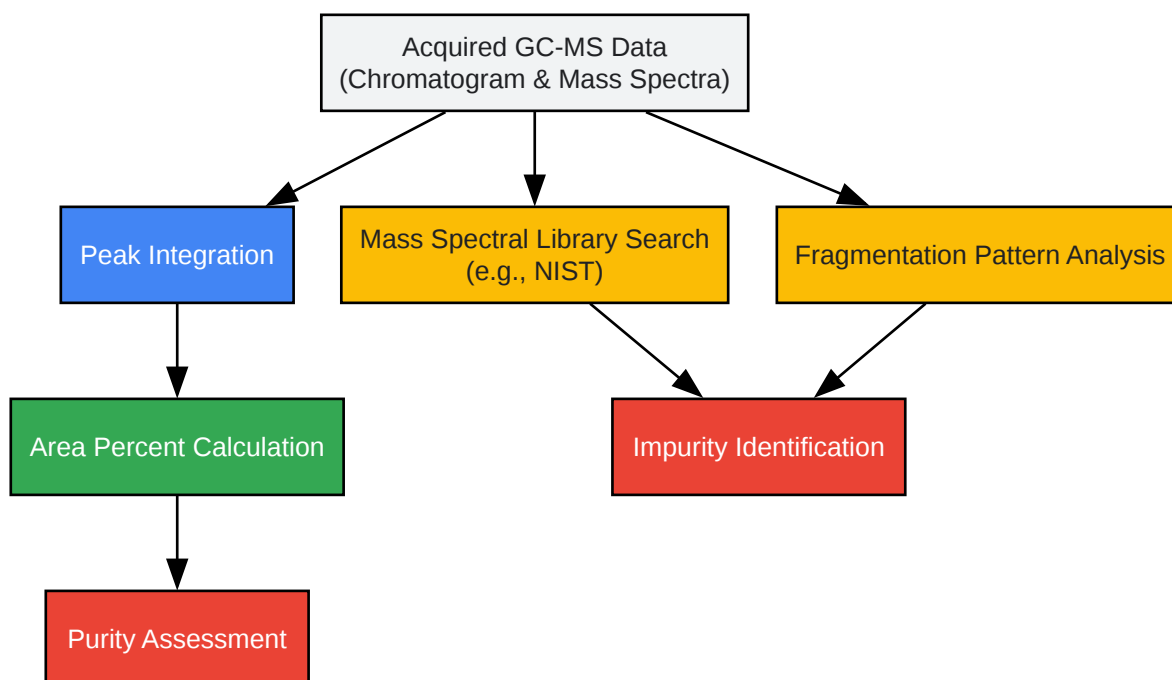 Acquired GC-MS Data
(Chromatogram & Mass Spectra)
Peak Integration
Mass Spectral Library Search
(e.g., NIST)
Fragmentation Pattern Analysis
Area Percent Calculation
Impurity Identification
Purity Assessment